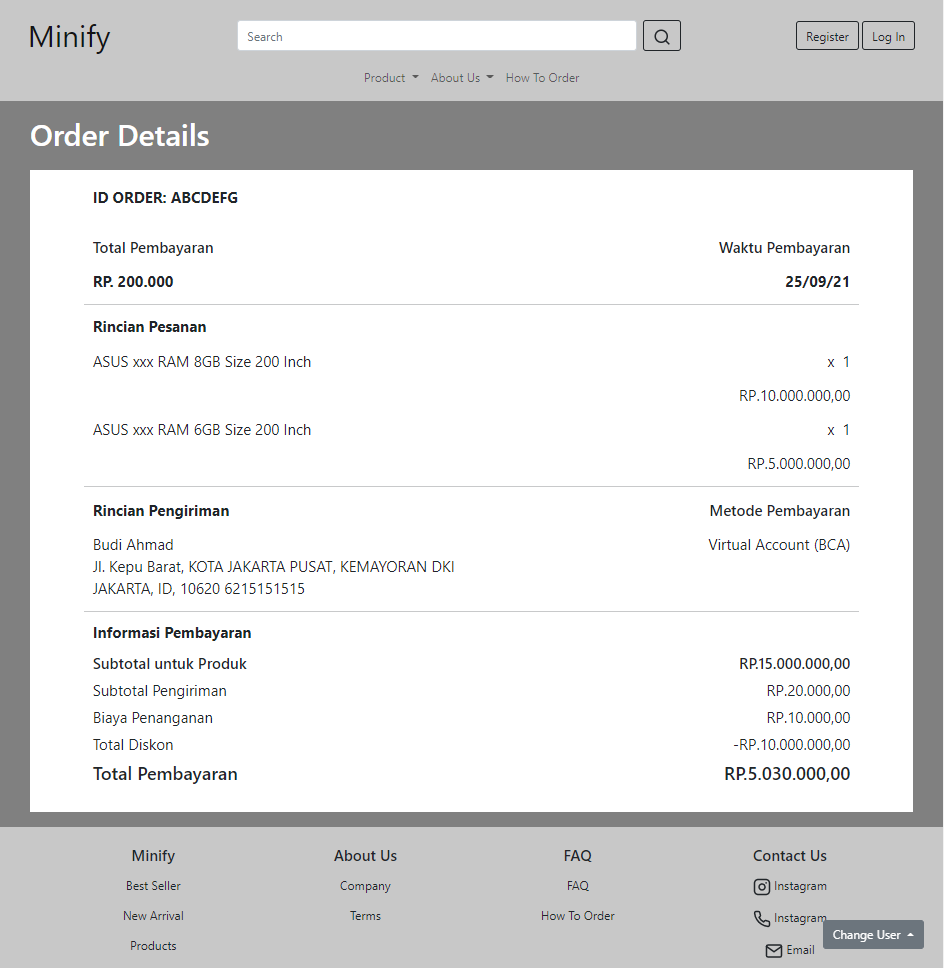 Minify
Search
Register
Log In
Product
About Us
How To Order
Order Details
ID ORDER: ABCDEFG
Total Pembayaran
Waktu Pembayaran
RP. 200.000
25/09/21
Rincian Pesanan
ASUS xxx RAM 8GB Size 200 Inch
x 1
RP.10.000.000,00
ASUS xxx RAM 6GB Size 200 Inch
x 1
RP.5.000.000,00
Rincian Pengiriman
Metode Pembayaran
Budi Ahmad
Virtual Account (BCA)
Jl. Kepu Barat, KOTA JAKARTA PUSAT, KEMAYORAN DKI
JAKARTA, ID, 10620 6215151515
Informasi Pembayaran
Subtotal untuk Produk
RP.15.000.000,00
Subtotal Pengiriman
RP.20.000,00
Biaya Penanganan
RP.10.000,00
Total Diskon
-RP.10.000.000,00
Total Pembayaran
RP.5.030.000,00
Minify
Best Seller
New Arrival
Products
About Us
Company
Terms
FAQ
FAQ
How To Order
Contact Us
Instagram
Instagram
Email
Change User